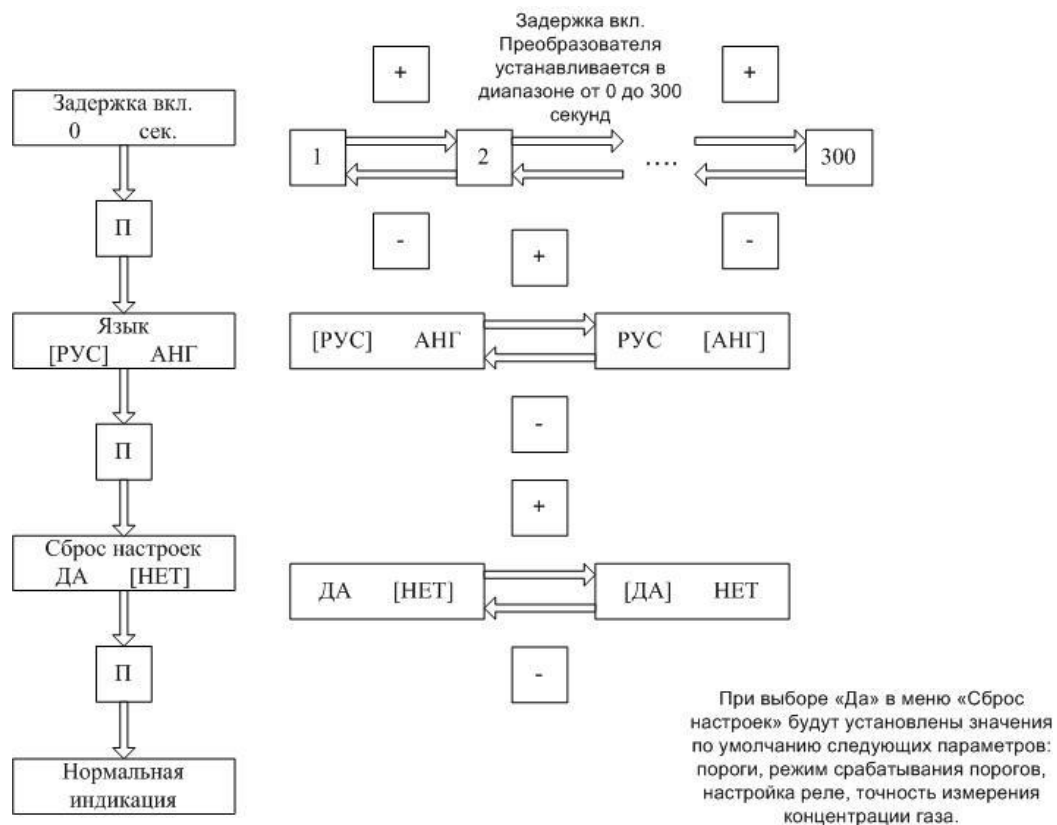 Задержка вкл.
Преобразователя
устанавливается в
диапазоне от 0 до 300
секунд
+
+
Задержка вкл.
0 сек.
1
2
....
300
П
-
-
+
Язык
[РУС] АНГ
[РУС] АНГ
РУС [АНГ]
П
-
+
Сброс настроек
ДА [НЕТ]
ДА [НЕТ]
[ДА] НЕТ
П
-
Нормальная
индикация
При выборе «Да» в меню «Сброс
настроек» будут установлены значения
по умолчанию следующих параметров:
пороги, режим срабатывания порогов,
настройка реле, точность измерения
концентрации газа.